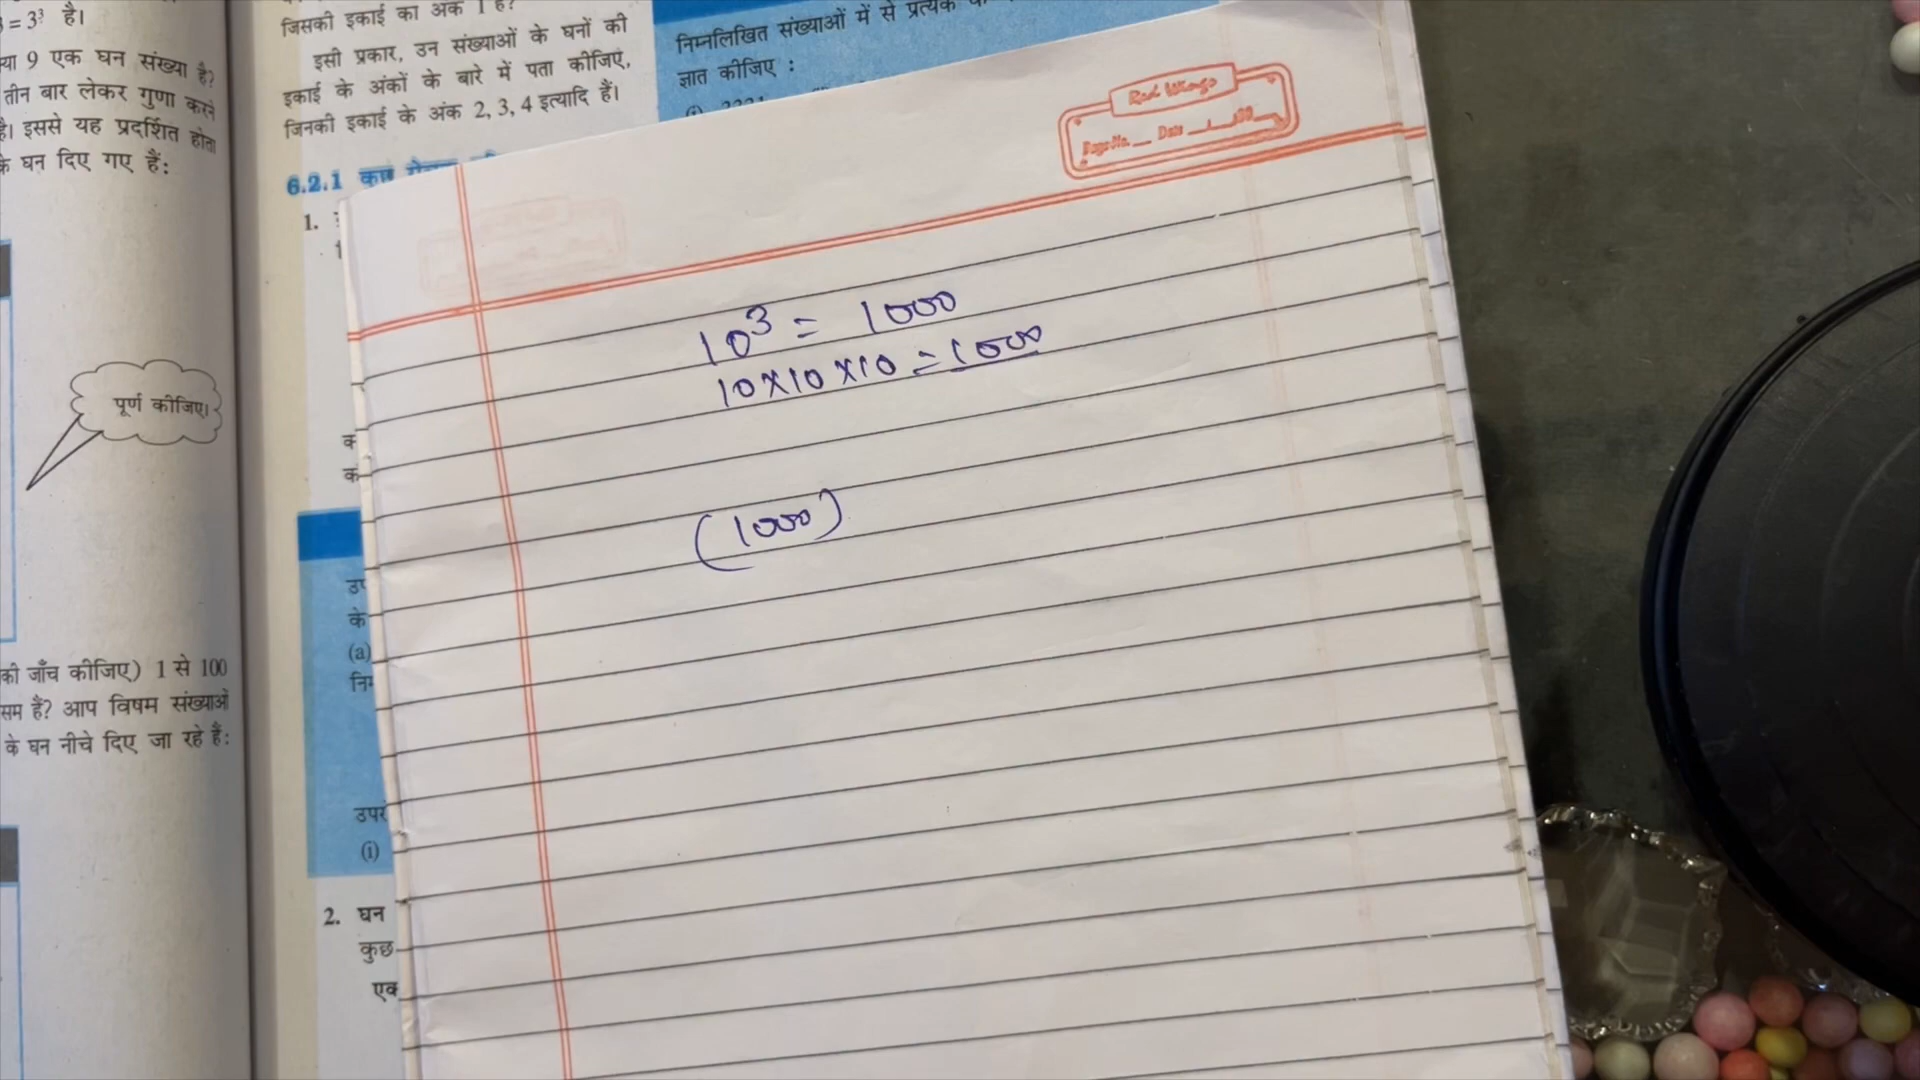 = 3³ है।
या 9 एक घन संख्या है?
तीन बार लेकर गुणा करने
है। इससे यह प्रदर्शित होता
के घन दिए गए हैं:
पूर्ण कीजिए।
की जाँच कीजिए) 1 से 100
सम हैं? आप विषम संख्याओं
के घन नीचे दिए जा रहे हैं:
जिसकी इकाई का अंक 1 है?
इसी प्रकार, उन संख्याओं के घनों की
इकाई के अंकों के बारे में पता कीजिए,
जिनकी इकाई के अंक 2, 3, 4 इत्यादि हैं।
6.2.1
1.
(a)
(i)
2. घन
कुछ
एक
निम्नलिखित संख्याओं में से प्रत्येक
ज्ञात कीजिए :
Red Wings
Page No. Date
10³ = 1000
10×10×10 = 1000
(1000)